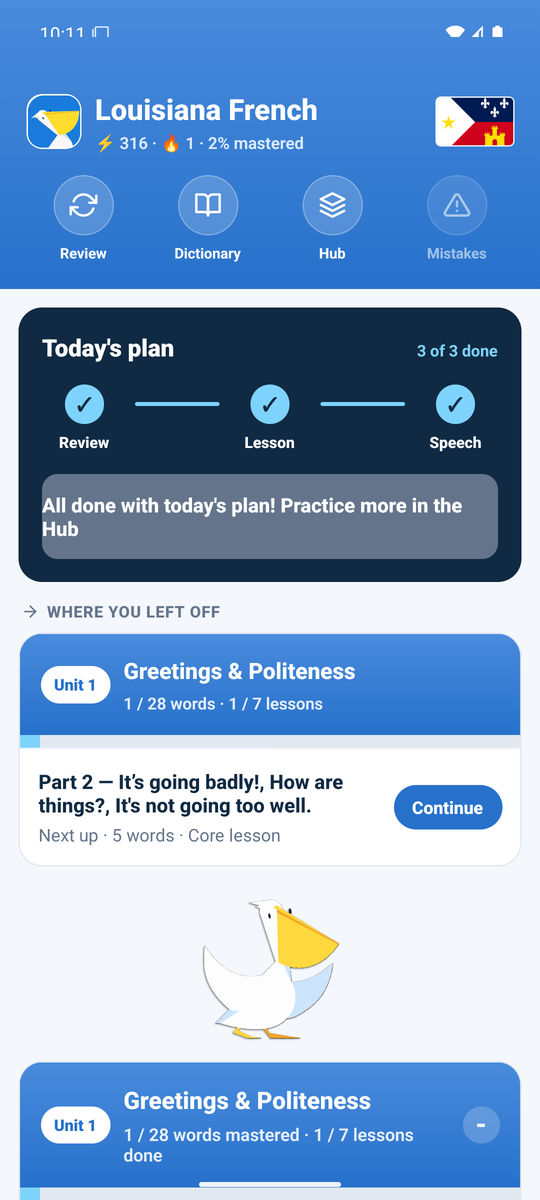 10:11
Louisiana French
⚡ 316 · 🔥 1 · 2% mastered
Review
Dictionary
Hub
Mistakes
Today's plan
3 of 3 done
Review
Lesson
Speech
All done with today's plan! Practice more in the
Hub
WHERE YOU LEFT OFF
Unit 1
Greetings & Politeness
1 / 28 words · 1 / 7 lessons
Part 2 — It’s going badly!, How are
things?, It's not going too well.
Next up · 5 words · Core lesson
Continue
Unit 1
Greetings & Politeness
1 / 28 words mastered · 1 / 7 lessons
done
-